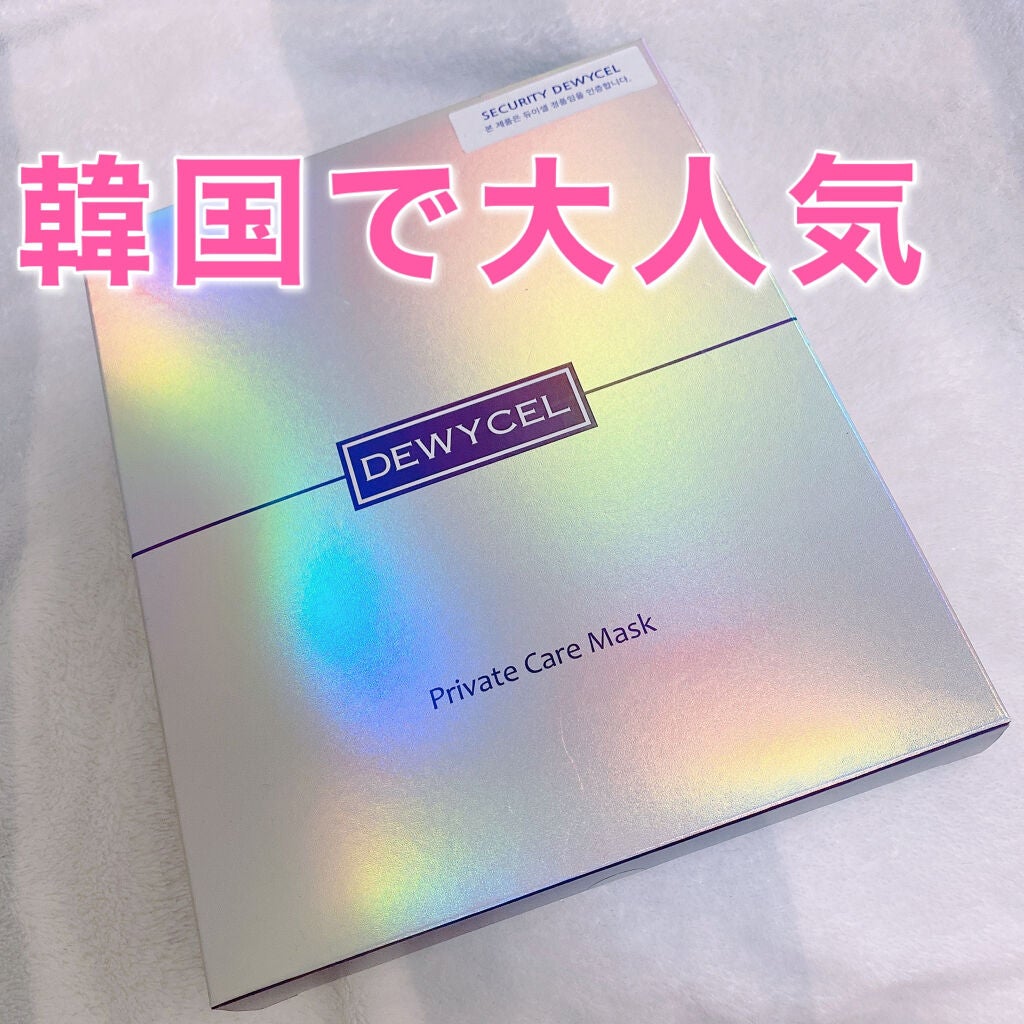 SECURITY DEWYCEL
본 제품은 듀이셀 정품임을 인증합니다.
韓国で大人気
DEWYCEL
Private Care Mask